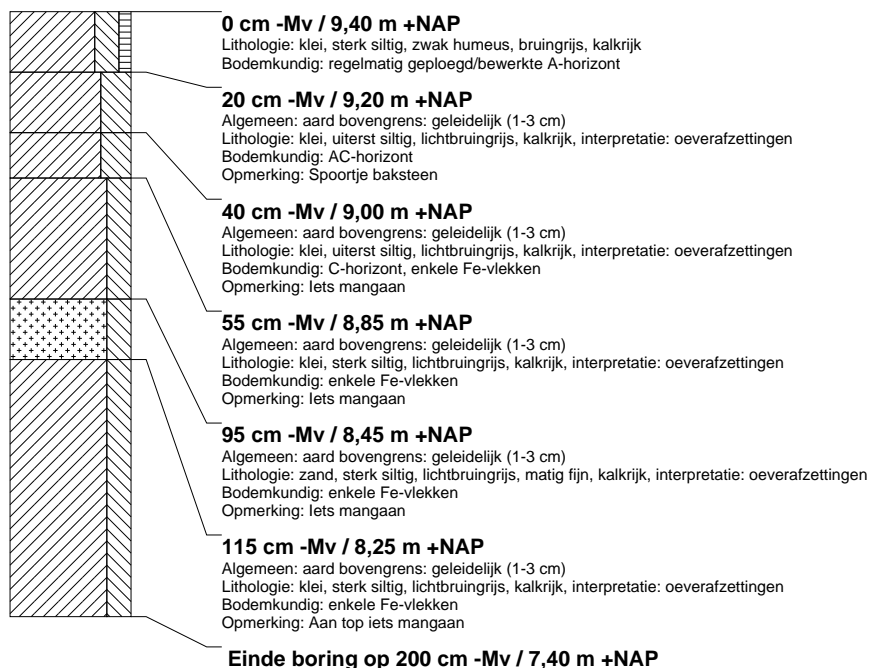 0 cm -Mv / 9,40 m +NAP
Lithologie: klei, sterk siltig, zwak humeus, bruingrijs, kalkrijk
Bodemkundig: regelmatig geploegd/bewerkte A-horizont
20 cm -Mv / 9,20 m +NAP
Algemeen: aard bovengrens: geleidelijk (1-3 cm)
Lithologie: klei, uiterst siltig, lichtbruingrijs, kalkrijk, interpretatie: oeverafzettingen
Bodemkundig: AC-horizont
Opmerking: Spoortje baksteen
40 cm -Mv / 9,00 m +NAP
Algemeen: aard bovengrens: geleidelijk (1-3 cm)
Lithologie: klei, uiterst siltig, lichtbruingrijs, kalkrijk, interpretatie: oeverafzettingen
Bodemkundig: C-horizont, enkele Fe-vlekken
Opmerking: Iets mangaan
55 cm -Mv / 8,85 m +NAP
Algemeen: aard bovengrens: geleidelijk (1-3 cm)
Lithologie: klei, sterk siltig, lichtbruingrijs, kalkrijk, interpretatie: oeverafzettingen
Bodemkundig: enkele Fe-vlekken
Opmerking: Iets mangaan
95 cm -Mv / 8,45 m +NAP
Algemeen: aard bovengrens: geleidelijk (1-3 cm)
Lithologie: zand, sterk siltig, lichtbruingrijs, matig fijn, kalkrijk, interpretatie: oeverafzettingen
Bodemkundig: enkele Fe-vlekken
Opmerking: Iets mangaan
115 cm -Mv / 8,25 m +NAP
Algemeen: aard bovengrens: geleidelijk (1-3 cm)
Lithologie: klei, sterk siltig, lichtbruingrijs, kalkrijk, interpretatie: oeverafzettingen
Bodemkundig: enkele Fe-vlekken
Opmerking: Aan top iets mangaan
Einde boring op 200 cm -Mv / 7,40 m +NAP